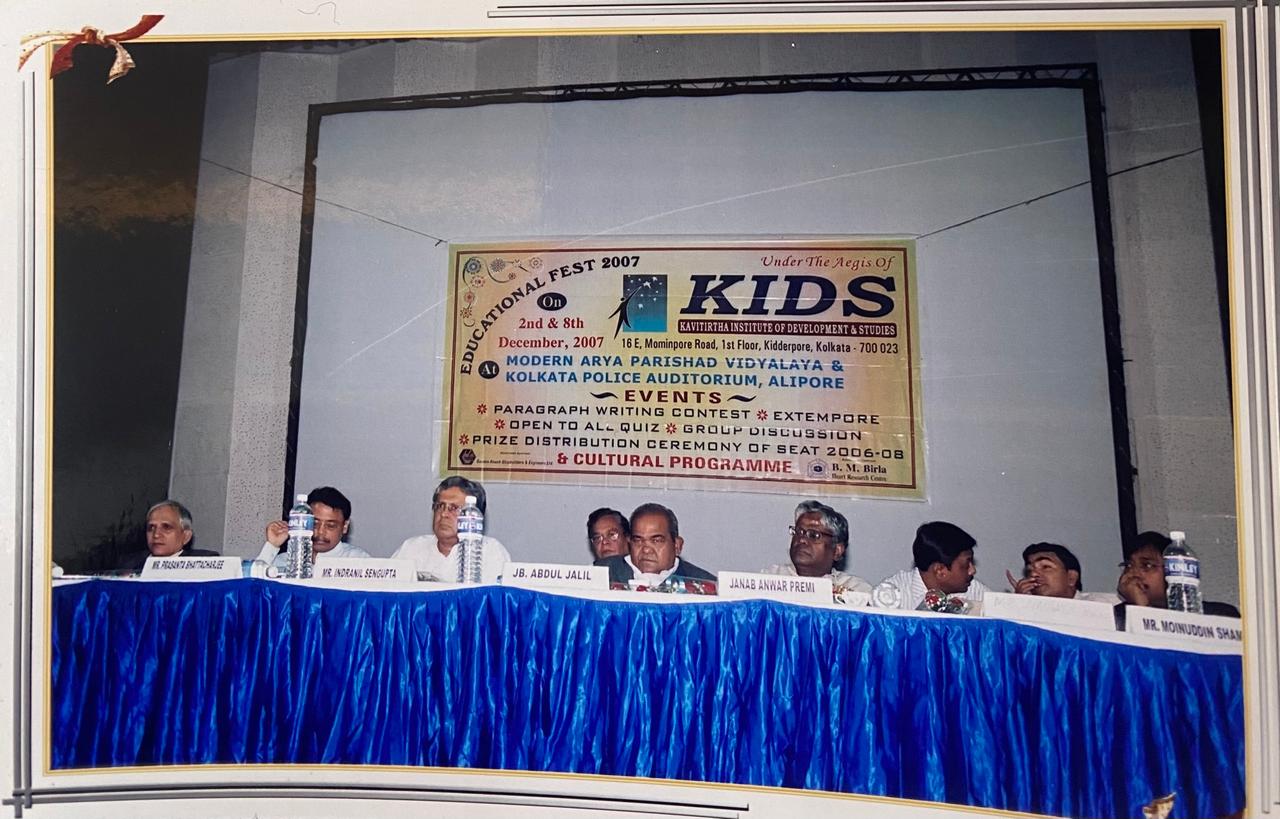 EDUCATIONAL FEST 2007
On
2nd & 8th
December, 2007
Under The Aegis Of
KIDS
KAVITIRTHA INSTITUTE OF DEVELOPMENT & STUDIES
16 E, Mominpore Road, 1st Floor, Kidderpore, Kolkata - 700 023
At
MODERN ARYA PARISHAD VIDYALAYA &
KOLKATA POLICE AUDITORIUM, ALIPORE
EVENTS
PARAGRAPH WRITING CONTEST EXTEMPORE
OPEN TO ALL QUIZ GROUP DISCUSSION
PRIZE DISTRIBUTION CEREMONY OF SEAT 2006-08
& CULTURAL PROGRAMME
B. M. Birla
Heart Research Centre
MR. PRASANTA BHATTACHARJEE
MR. INDRANIL SENGUPTA
JB. ABDUL JALIL
JANAB ANWAR PREMI
MR. MOINUDDIN SHAM
KINLEY